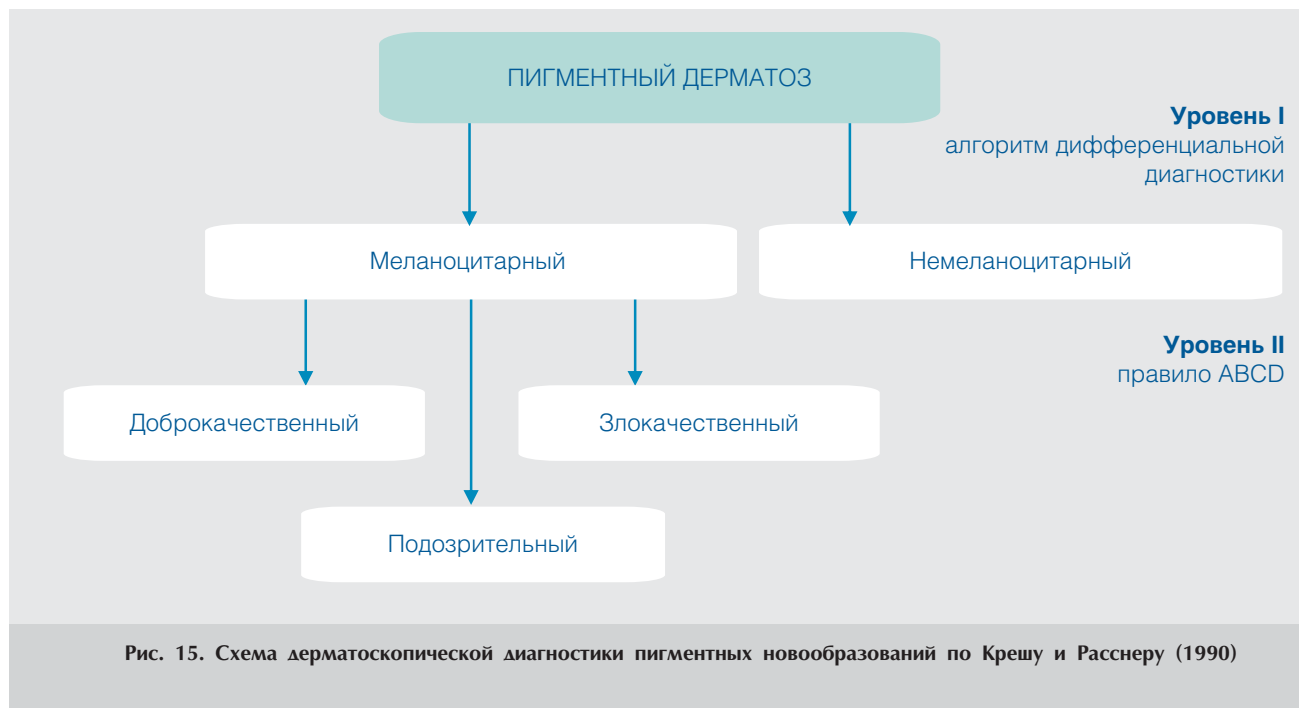 ПИГМЕНТНЫЙ ДЕРМАТОЗ
Уровень I
алгоритм дифференциальной
диагностики
Меланоцитарный
Немеланоцитарный
Уровень II
правило ABCD
Доброкачественный
Злокачественный
Подозрительный
Рис. 15. Схема дерматоскопической диагностики пигментных новообразований по Крешу и Расснеру (1990)